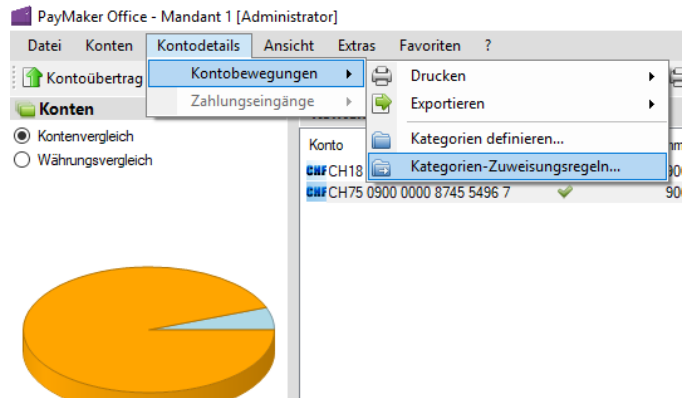 PayMaker Office - Mandant 1 [Administrator]
Datei Konten Kontodetails Ansicht Extras Favoriten ?
Kontoübertrag
Kontobewegungen
Zahlungseingänge
Drucken
Exportieren
Kategorien definieren...
Kategorien-Zuweisungsregeln...
Konten
Kontenvergleich
Währungsvergleich
Konto
CHF CH18
CHF CH75 0900 0000 8745 5496 7